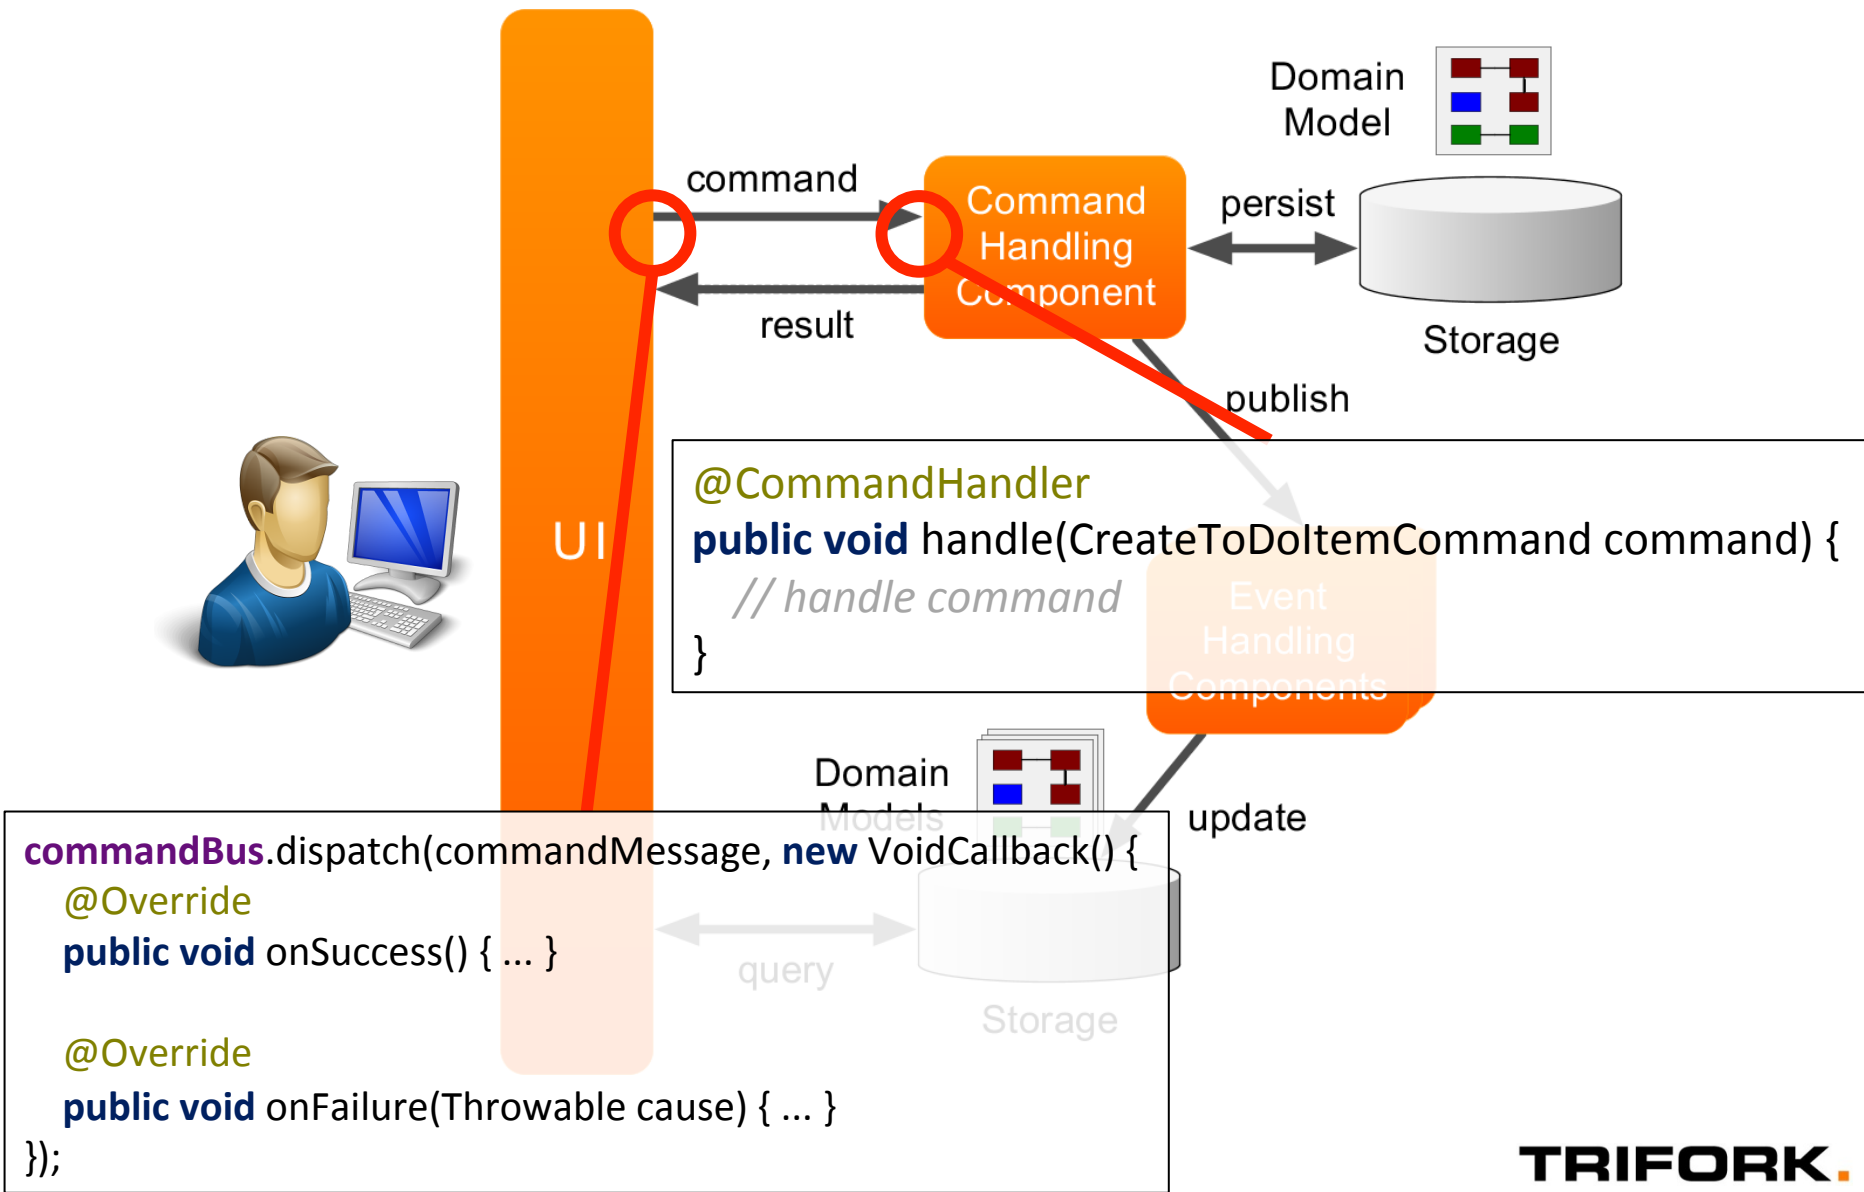 Domain
Model
command
Command
Handling
Component
persist
result
Storage
publish
@CommandHandler
public void handle(CreateToDoItemCommand command) {
// handle command
}
UI
Event
Handling
Components
Domain
Models
update
commandBus.dispatch(commandMessage, new VoidCallback() {
@Override
public void onSuccess() { ... }
@Override
public void onFailure(Throwable cause) { ... }
});
query
Storage
TRIFORK.